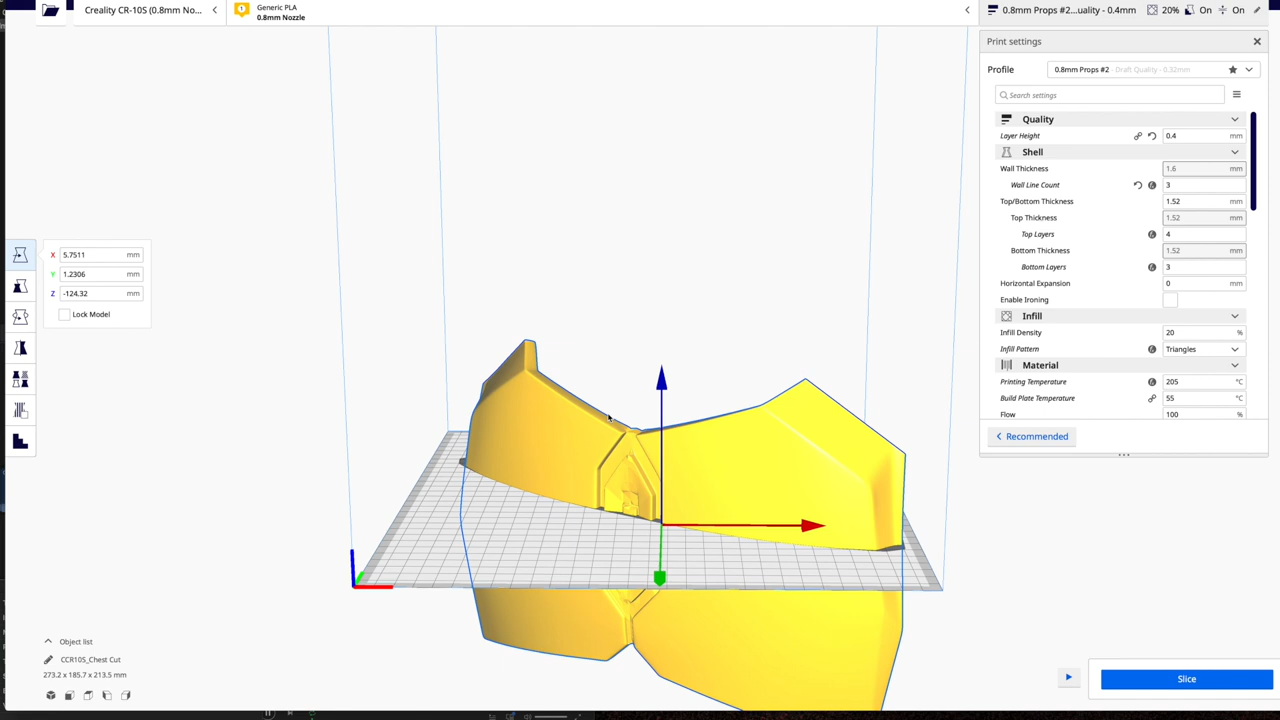 Creality CR-10S (0.8mm No...
1
Generic PLA
0.8mm Nozzle
0.8mm Props #2...uality - 0.4mm
20%
On
On
Print settings
Profile
0.8mm Props #2 - Draft Quality - 0.32mm
Search settings
Quality
Layer Height 0.4 mm
Shell
Wall Thickness 1.6 mm
Wall Line Count 3
Top/Bottom Thickness 1.52 mm
Top Thickness 1.52 mm
Top Layers 4
Bottom Thickness 1.52 mm
Bottom Layers 3
Horizontal Expansion 0 mm
Enable Ironing
Infill
Infill Density 20 %
Infill Pattern Triangles
Material
Printing Temperature 205 °C
Build Plate Temperature 55 °C
Flow 100 %
Recommended
X 5.7511 mm
Y 1.2306 mm
Z -124.32 mm
Lock Model
Object list
CCR10S_Chest Cut
273.2 x 185.7 x 213.5 mm
Slice